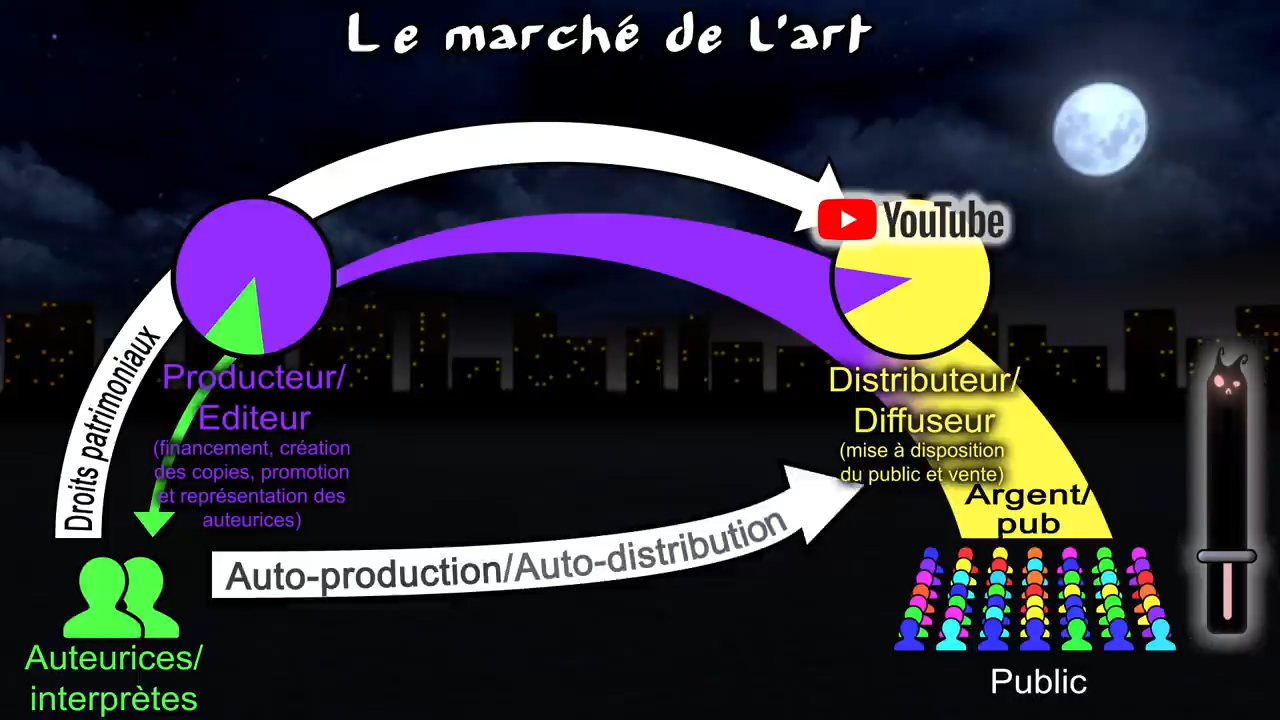 Le marché de l'art
YouTube
Droits patrimoniaux
Producteur/
Editeur
(financement, création
des copies, promotion
et représentation des
auteurices)
Distributeur/
Diffuseur
(mise à disposition
du public et vente)
Argent/
pub
Auto-production/Auto-distribution
Auteurices/
interprètes
Public